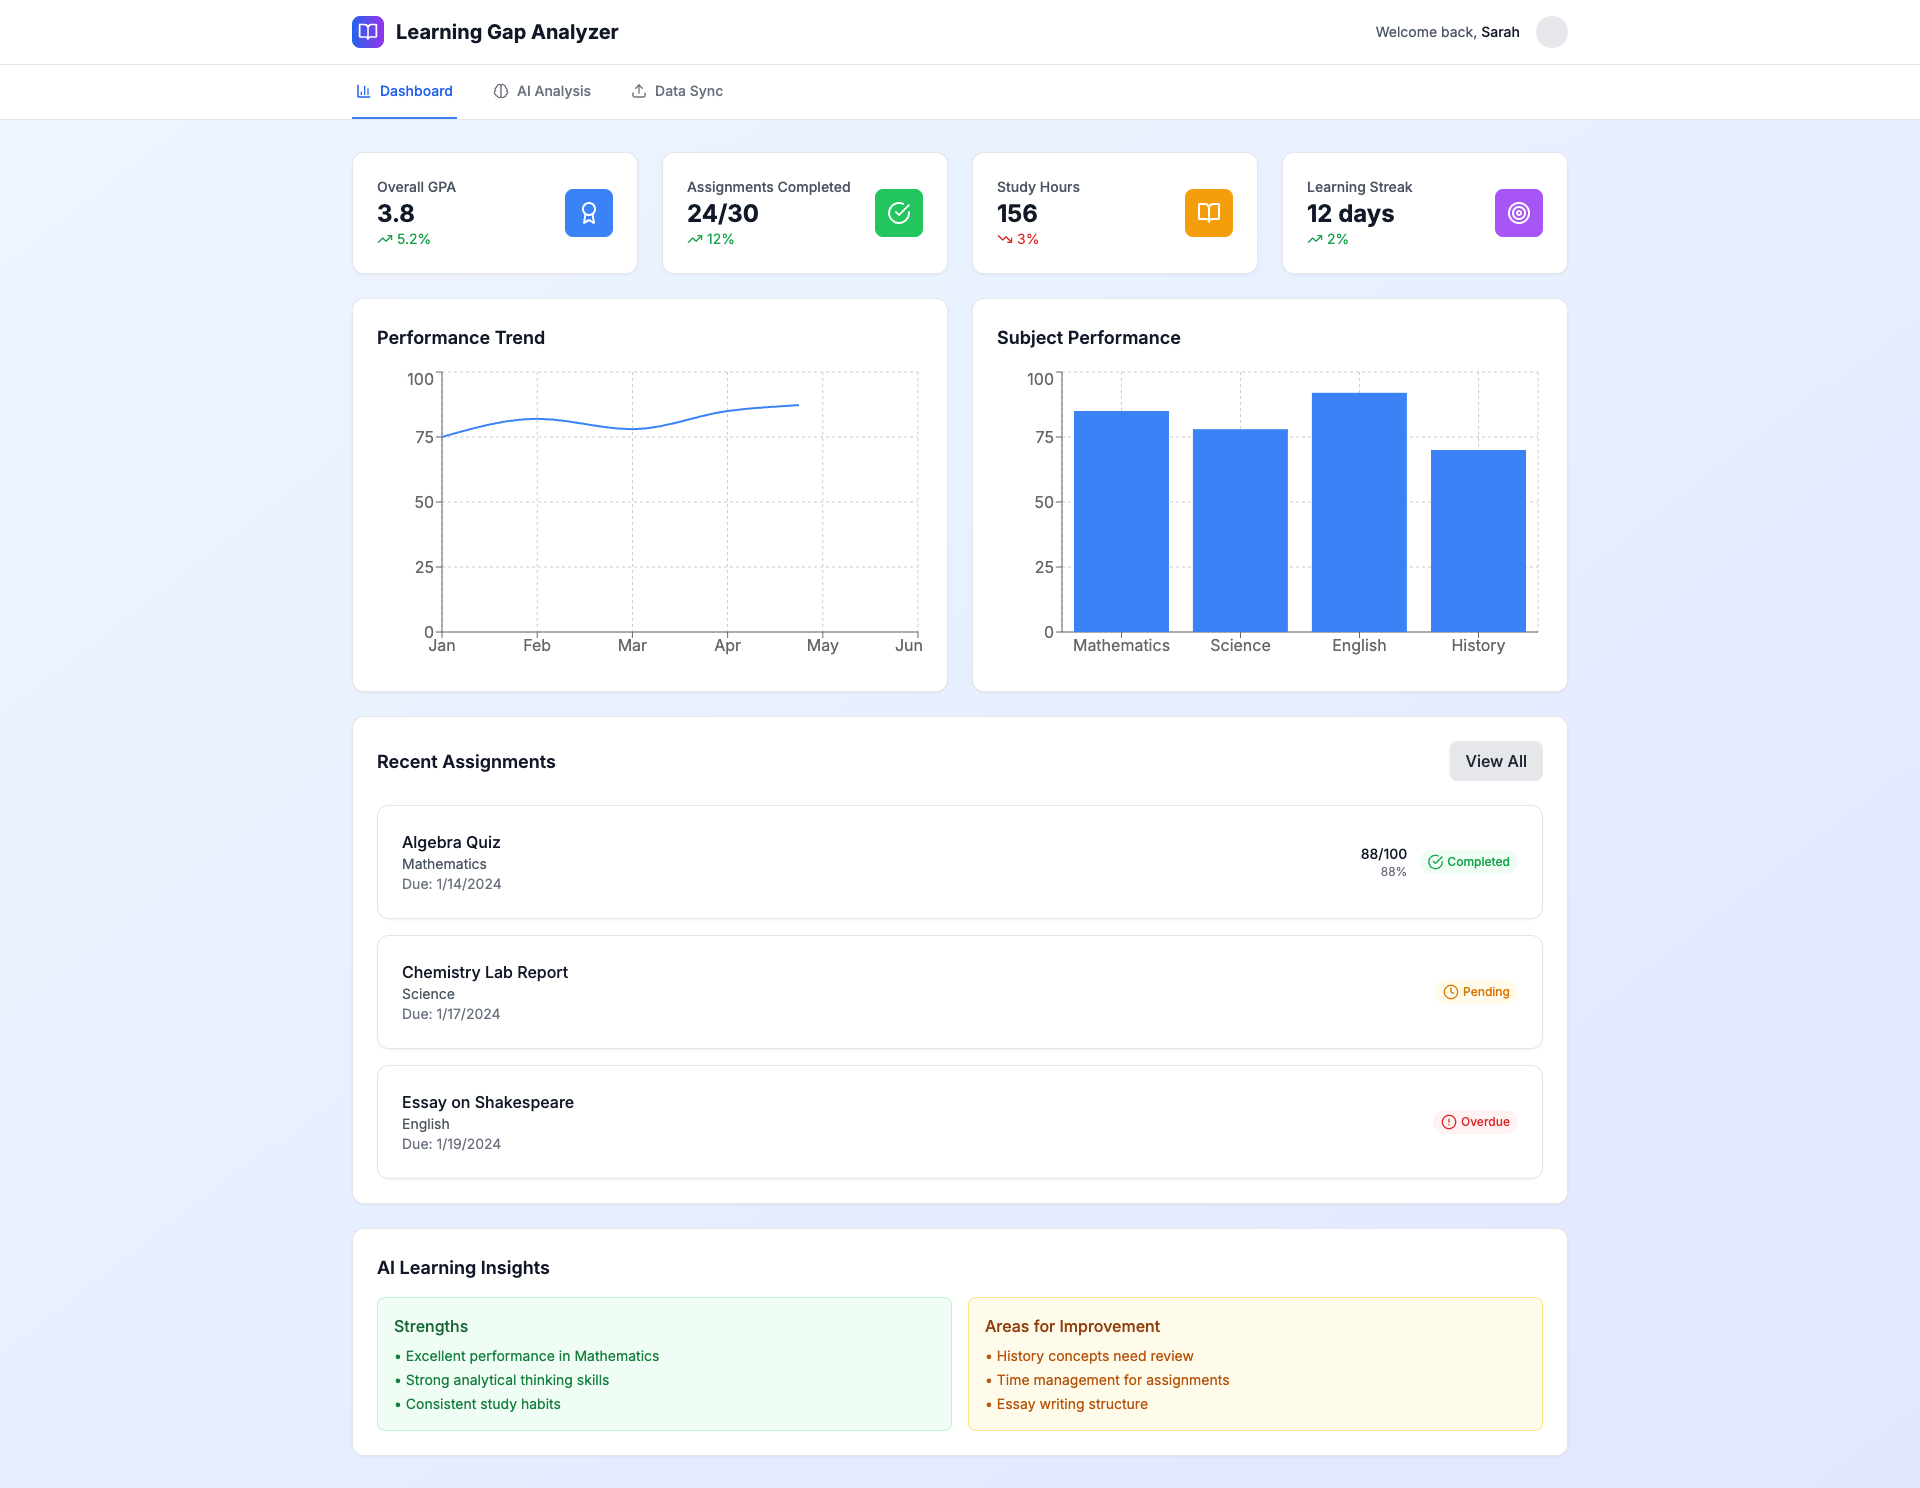 Learning Gap Analyzer
Welcome back, Sarah
Dashboard
AI Analysis
Data Sync
Overall GPA
3.8
5.2%
Assignments Completed
24/30
12%
Study Hours
156
3%
Learning Streak
12 days
2%
Performance Trend
100
75
50
25
0
Jan Feb Mar Apr May Jun
Subject Performance
100
75
50
25
0
Mathematics Science English History
Recent Assignments
View All
Algebra Quiz
Mathematics
Due: 1/14/2024
88/100
88%
Completed
Chemistry Lab Report
Science
Due: 1/17/2024
Pending
Essay on Shakespeare
English
Due: 1/19/2024
Overdue
AI Learning Insights
Strengths
• Excellent performance in Mathematics
• Strong analytical thinking skills
• Consistent study habits
Areas for Improvement
• History concepts need review
• Time management for assignments
• Essay writing structure